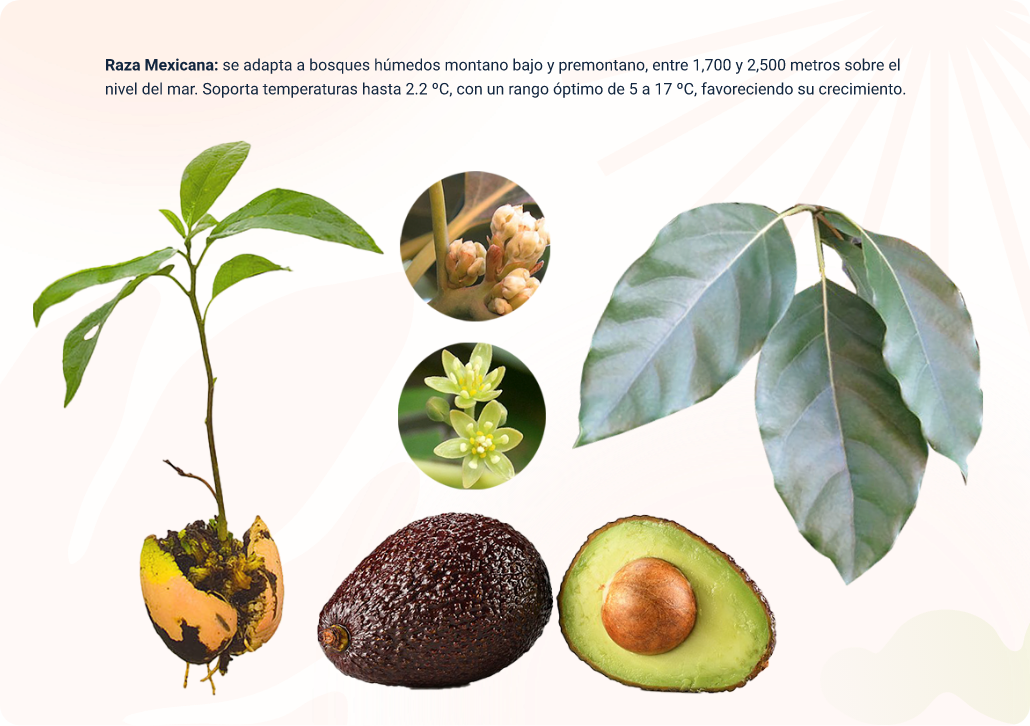 Raza Mexicana: se adapta a bosques húmedos montano bajo y premontano, entre 1,700 y 2,500 metros sobre el
nivel del mar. Soporta temperaturas hasta 2.2 ºC, con un rango óptimo de 5 a 17 ºC, favoreciendo su crecimiento.